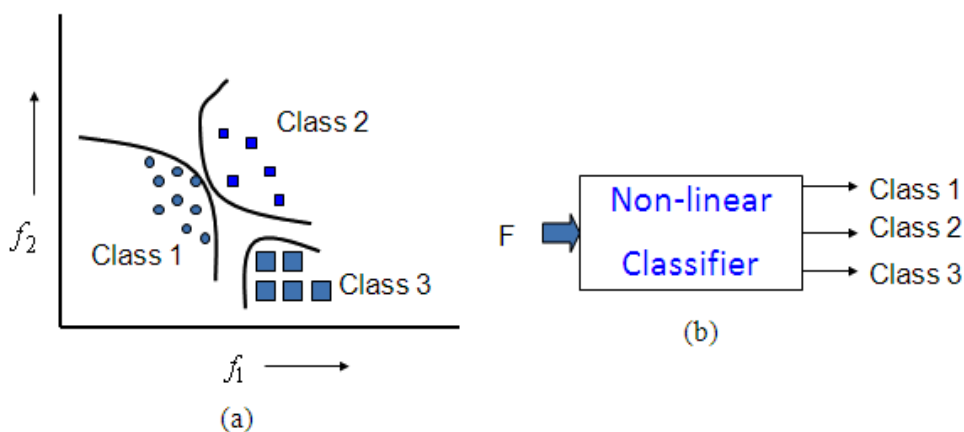 Class 2
f₂
Class 1
Class 3
f₁
(a)
F
Non-linear
Classifier
Class 1
Class 2
Class 3
(b)